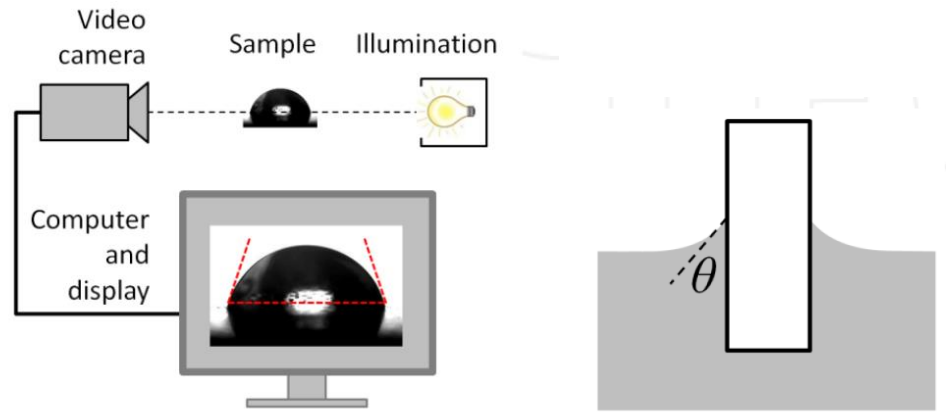 Video
camera
Sample
Illumination
Computer
and
display
θ